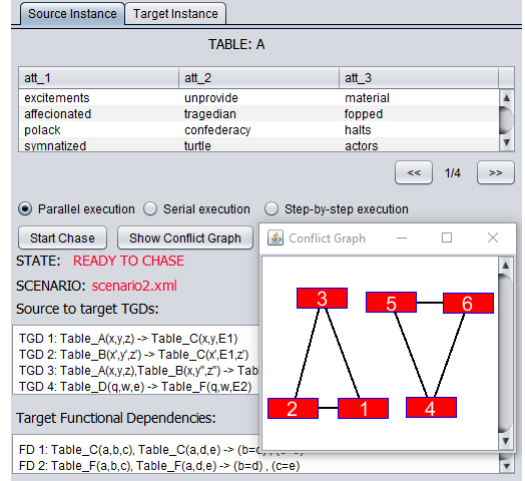 Source Instance Target Instance
TABLE: A
att_1 att_2 att_3
excitements unprovide material
affecionated tragedian fopped
polack confederacy halts
symnatized turtle actors
<< 1/4 >>
Parallel execution Serial execution Step-by-step execution
Start Chase Show Conflict Graph Conflict Graph
STATE: READY TO CHASE
SCENARIO: scenario2.xml
Source to target TGDs:
3 5 6
TGD 1: Table_A(x,y,z) -> Table_C(x,y,E1)
TGD 2: Table_B(x',y',z') -> Table_C(x',E1,z')
TGD 3: Table_A(x,y,z),Table_B(x,y",z") -> Tab
TGD 4: Table_D(q,w,e) -> Table_F(q,w,E2)
2 1 4
Target Functional Dependencies:
FD 1: Table_C(a,b,c), Table_C(a,d,e) -> (b=d)
FD 2: Table_F(a,b,c), Table_F(a,d,e) -> (b=d) , (c=e)